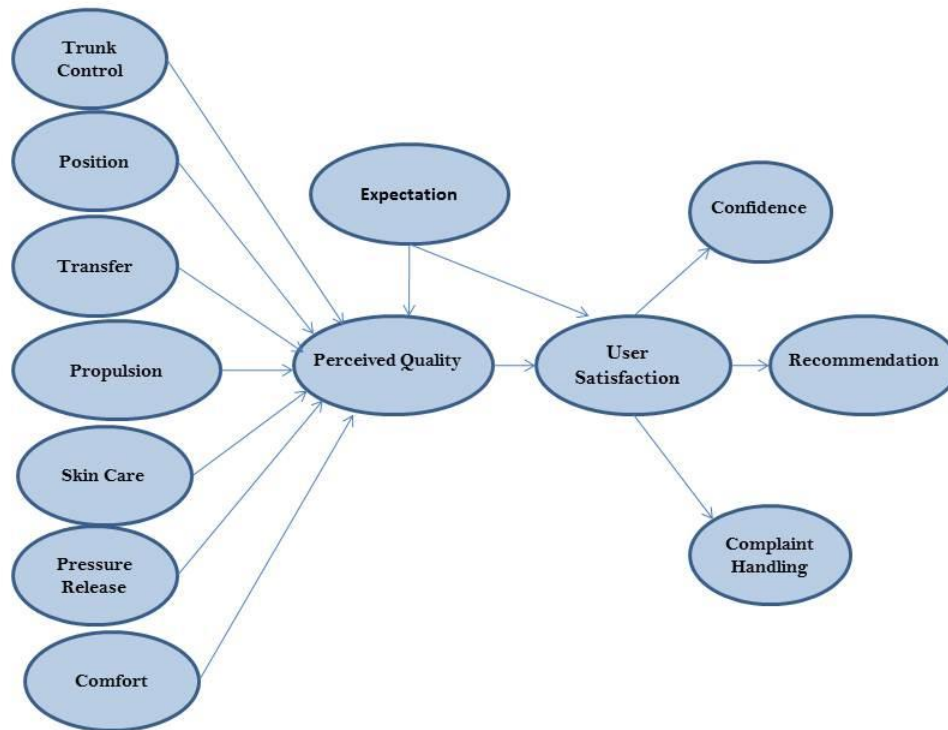 Trunk
Control
Position
Transfer
Propulsion
Skin Care
Pressure
Release
Comfort
Expectation
Perceived Quality
User
Satisfaction
Confidence
Recommendation
Complaint
Handling